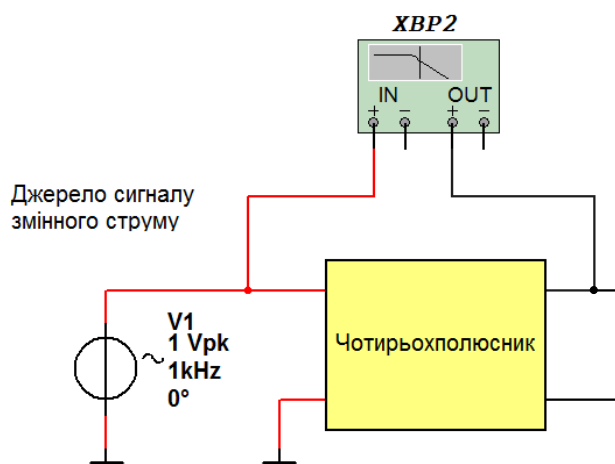 XBP2
IN OUT
+ − + −
Джерело сигналу
змінного струму
V1
1 Vpk
1kHz
0°
Чотирьохполюсник